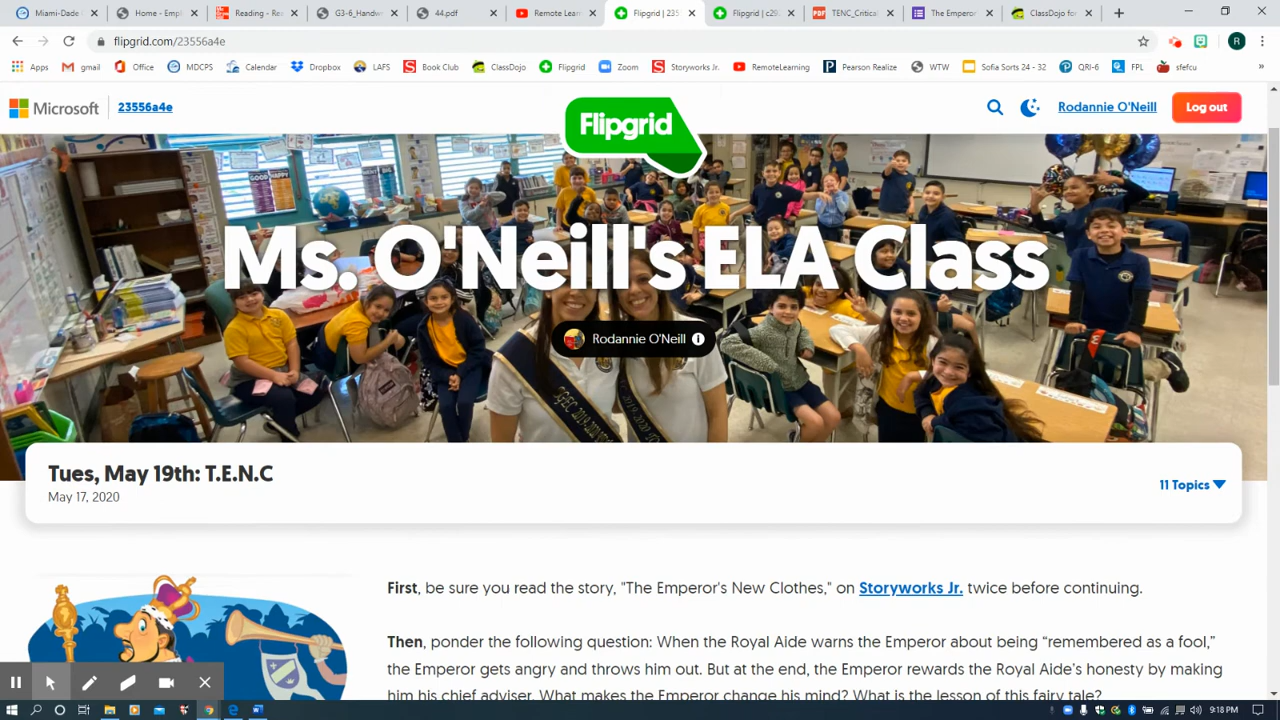 Miami-Dade
Home - Empl
Reading - Re
G3-6_Handw
44.pdf
Remote Lear
Flipgrid | 235
Flipgrid | c29
TENC_Critical
The Emperor
ClassDojo for
flipgrid.com/23556a4e
R
Apps
gmail
Office
MDCPS
Calendar
Dropbox
LAFS
Book Club
ClassDojo
Flipgrid
Zoom
Storyworks Jr.
RemoteLearning
Pearson Realize
WTW
Sofia Sorts 24 - 32
QRI-6
FPL
sfefcu
Microsoft
23556a4e
Flipgrid
Rodannie O'Neill
Log out
Ms. O'Neill's ELA Class
Rodannie O'Neill
Tues, May 19th: T.E.N.C
May 17, 2020
11 Topics
First, be sure you read the story, "The Emperor's New Clothes," on Storyworks Jr. twice before continuing.
Then, ponder the following question: When the Royal Aide warns the Emperor about being “remembered as a fool,”
the Emperor gets angry and throws him out. But at the end, the Emperor rewards the Royal Aide's honesty by making
him his chief adviser. What makes the Emperor change his mind? What is the lesson of this fairy tale?
9:18 PM